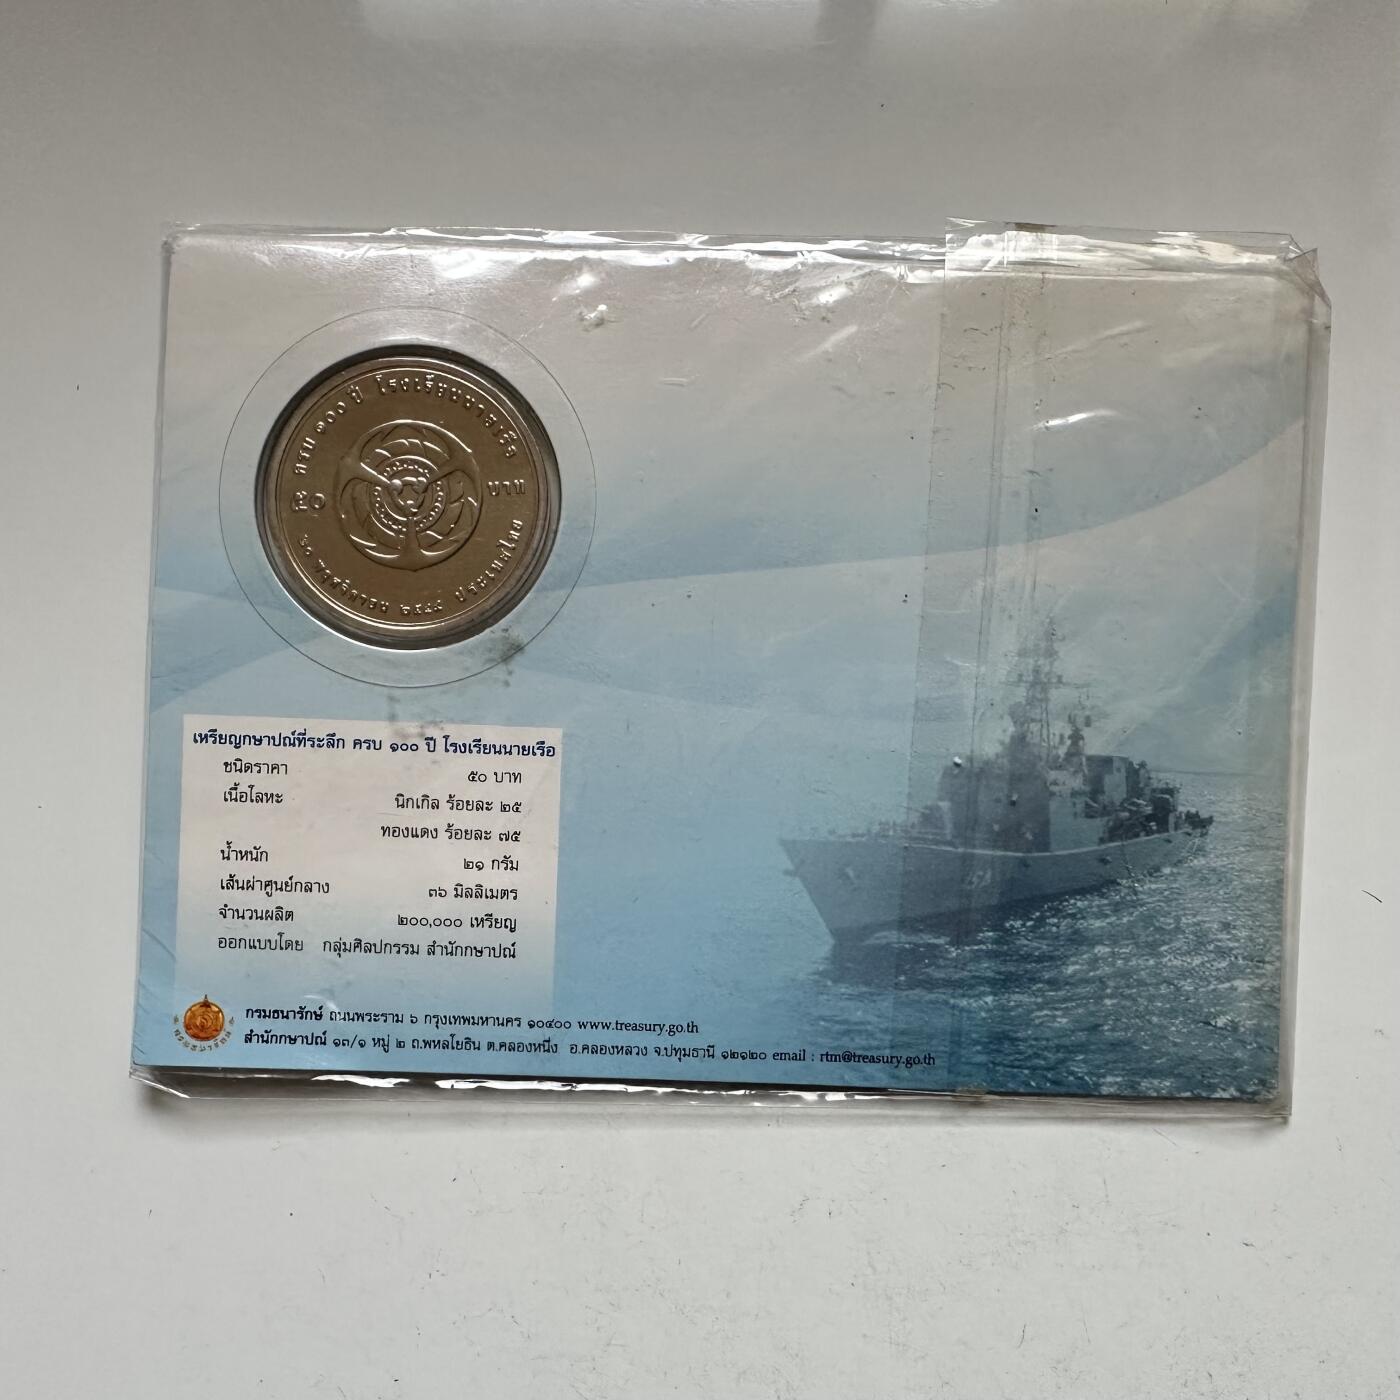 ครบ ๑๐๐ ปี โรงเรียนนายเรือ
๕๐ บาท
๒๐ พฤศจิกายน ๒๕๔๙ ประเทศไทย
เหรียญกษาปณ์ที่ระลึก ครบ ๑๐๐ ปี โรงเรียนนายเรือ
ชนิดราคา ๕๐ บาท
เนื้อโลหะ นิกเกิล ร้อยละ ๒๕
ทองแดง ร้อยละ ๗๕
น้ำหนัก ๒๑ กรัม
เส้นผ่าศูนย์กลาง ๓๖ มิลลิเมตร
จำนวนผลิต ๒๐๐,๐๐๐ เหรียญ
ออกแบบโดย กลุ่มศิลปกรรม สำนักกษาปณ์
กรมธนารักษ์ ถนนพระราม ๖ กรุงเทพมหานคร ๑๐๔๐๐ www.treasury.go.th
สำนักกษาปณ์ ๑๓/๑ หมู่ ๒ ถ.พหลโยธิน ต.คลองหนึ่ง อ.คลองหลวง จ.ปทุมธานี ๑๒๑๒๐ email : rtm@treasury.go.th